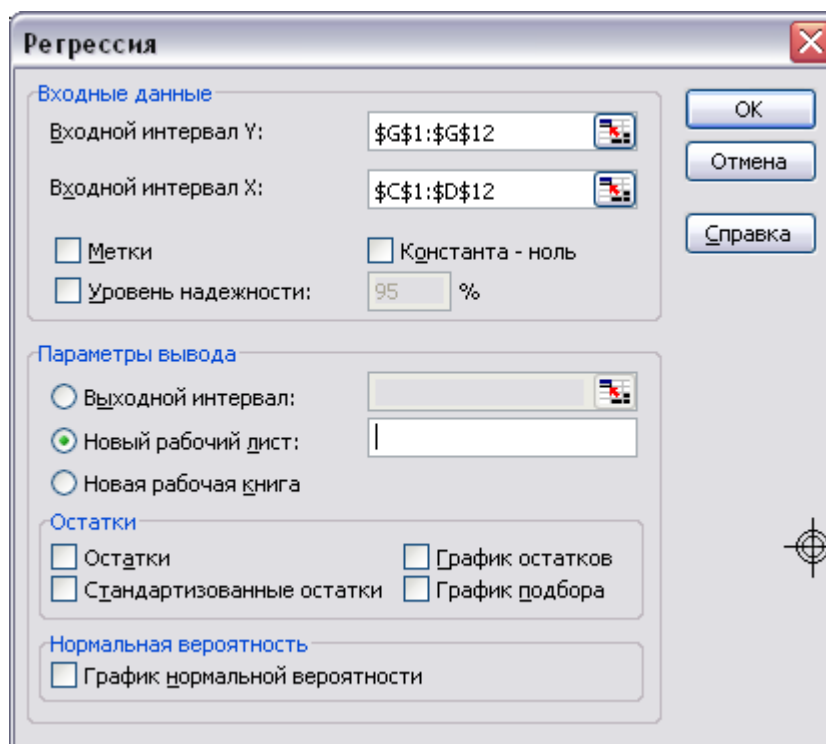 Регрессия
Входные данные
Входной интервал Y: $G$1:$G$12
Входной интервал X: $C$1:$D$12
Метки Константа - ноль
Уровень надежности: 95 %
OK
Отмена
Справка
Параметры вывода
Выходной интервал:
Новый рабочий лист:
Новая рабочая книга
Остатки
Остатки График остатков
Стандартизованные остатки График подбора
Нормальная вероятность
График нормальной вероятности